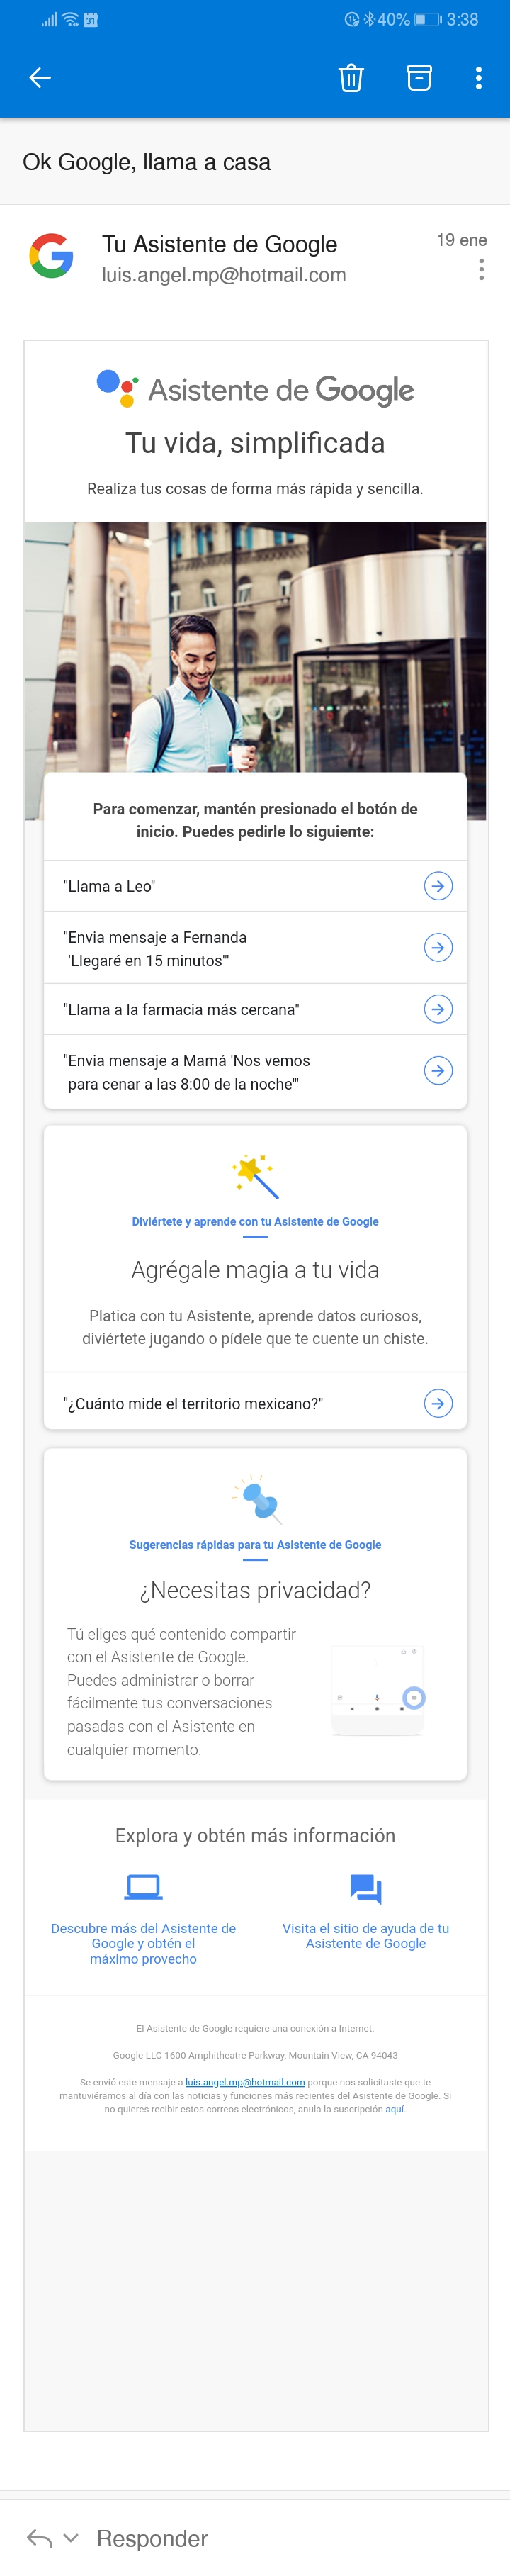 31 40% 3:38
Ok Google, llama a casa
Tu Asistente de Google
19 ene
luis.angel.mp@hotmail.com
Asistente de Google
Tu vida, simplificada
Realiza tus cosas de forma más rápida y sencilla.
Para comenzar, mantén presionado el botón de
inicio. Puedes pedirle lo siguiente:
"Llama a Leo"
"Envia mensaje a Fernanda
'Llegaré en 15 minutos'"
"Llama a la farmacia más cercana"
"Envia mensaje a Mamá 'Nos vemos
para cenar a las 8:00 de la noche'"
Diviértete y aprende con tu Asistente de Google
Agrégale magia a tu vida
Platica con tu Asistente, aprende datos curiosos,
diviértete jugando o pídele que te cuente un chiste.
"¿Cuánto mide el territorio mexicano?"
Sugerencias rápidas para tu Asistente de Google
¿Necesitas privacidad?
Tú eliges qué contenido compartir
con el Asistente de Google.
Puedes administrar o borrar
fácilmente tus conversaciones
pasadas con el Asistente en
cualquier momento.
Explora y obtén más información
Descubre más del Asistente de
Google y obtén el
máximo provecho
Visita el sitio de ayuda de tu
Asistente de Google
El Asistente de Google requiere una conexión a Internet.
Google LLC 1600 Amphitheatre Parkway, Mountain View, CA 94043
Se envió este mensaje a luis.angel.mp@hotmail.com porque nos solicitaste que te
mantuviéramos al día con las noticias y funciones más recientes del Asistente de Google. Si
no quieres recibir estos correos electrónicos, anula la suscripción aquí.
Responder